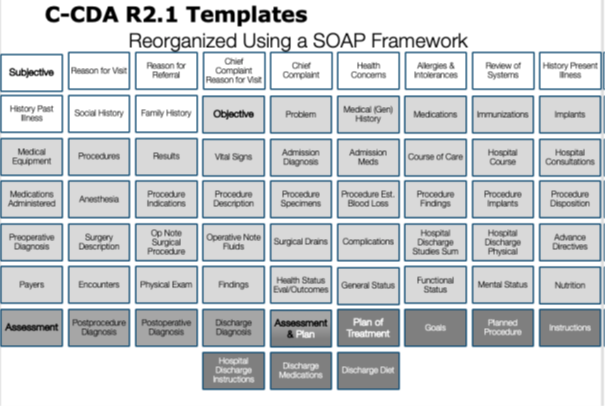 C-CDA R2.1 Templates
Reorganized Using a SOAP Framework
Subjective
Reason for Visit
Reason for
Referral
Chief
Complaint
Reason for Visit
Chief
Complaint
Health
Concerns
Allergies &
Intolerances
Review of
Systems
History Present
Illness
History Past
Illness
Social History
Family History
Objective
Problem
Medical (Gen)
History
Medications
Immunizations
Implants
Medical
Equipment
Procedures
Results
Vital Signs
Admission
Diagnosis
Admission
Meds
Course of Care
Hospital
Course
Hospital
Consultations
Medications
Administered
Anesthesia
Procedure
Indications
Procedure
Description
Procedure
Specimens
Procedure Est.
Blood Loss
Procedure
Findings
Procedure
Implants
Procedure
Disposition
Preoperative
Diagnosis
Surgery
Description
Op Note
Surgical
Procedure
Operative Note
Fluids
Surgical Drains
Complications
Hospital
Discharge
Studies Sum
Hospital
Discharge
Physical
Advance
Directives
Payers
Encounters
Physical Exam
Findings
Health Status
Eval/Outcomes
General Status
Functional
Status
Mental Status
Nutrition
Assessment
Postprocedure
Diagnosis
Postoperative
Diagnosis
Discharge
Diagnosis
Assessment
& Plan
Plan of
Treatment
Goals
Planned
Procedure
Instructions
Hospital
Discharge
Instructions
Discharge
Medications
Discharge Diet